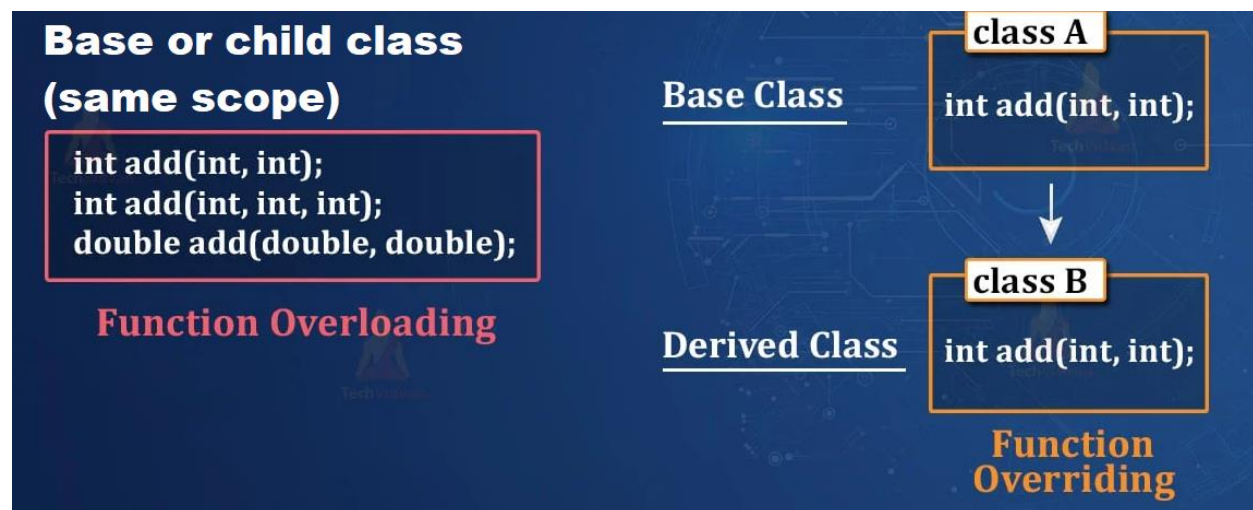 Base or child class
(same scope)
int add(int, int);
int add(int, int, int);
double add(double, double);
Function Overloading
Base Class
class A
int add(int, int);
Derived Class
class B
int add(int, int);
Function
Overriding